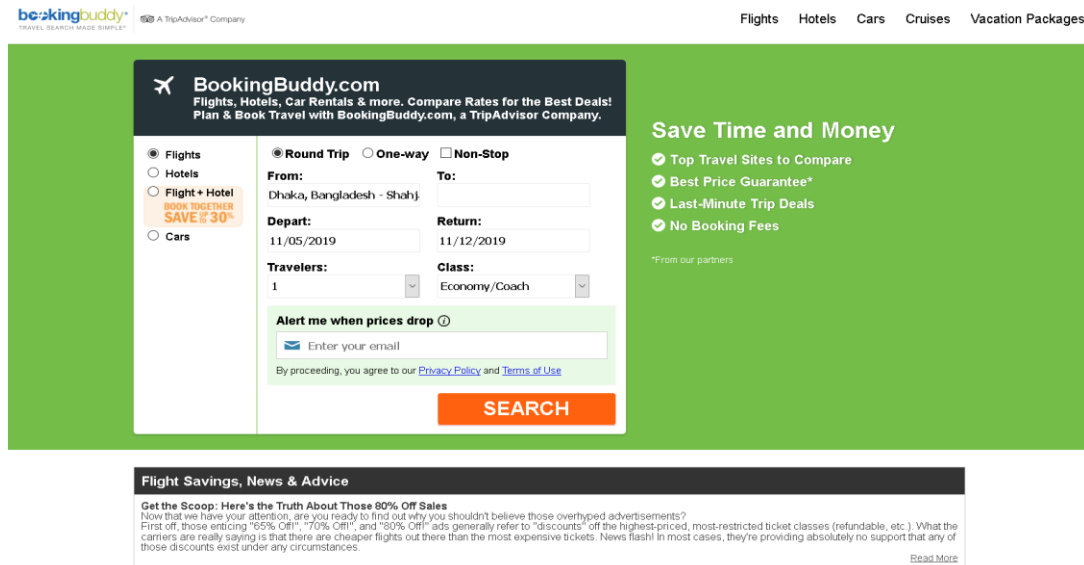 bookingbuddy® A TripAdvisor® Company
TRAVEL SEARCH MADE SIMPLE®
Flights Hotels Cars Cruises Vacation Packages
BookingBuddy.com
Flights, Hotels, Car Rentals & more. Compare Rates for the Best Deals!
Plan & Book Travel with BookingBuddy.com, a TripAdvisor Company.
Flights
Hotels
Flight + Hotel
BOOK TOGETHER
SAVE UP TO 30%
Cars
Round Trip One-way Non-Stop
From: To:
Dhaka, Bangladesh - Shahj
Depart: Return:
11/05/2019 11/12/2019
Travelers: Class:
1 Economy/Coach
Alert me when prices drop
Enter your email
By proceeding, you agree to our Privacy Policy and Terms of Use
SEARCH
Save Time and Money
Top Travel Sites to Compare
Best Price Guarantee*
Last-Minute Trip Deals
No Booking Fees
*From our partners
Flight Savings, News & Advice
Get the Scoop: Here's the Truth About Those 80% Off Sales
Now that we have your attention, are you ready to find out why you shouldn't believe those overhyped advertisements?
First off, those enticing "65% Off!", "70% Off!", and "80% Off!" ads generally refer to "discounts" off the highest-priced, most-restricted ticket classes (refundable, etc.). What the
carriers are really saying is that there are cheaper flights out there than the most expensive tickets. News flash! In most cases, they're providing absolutely no support that any of
those discounts exist under any circumstances.
Read More